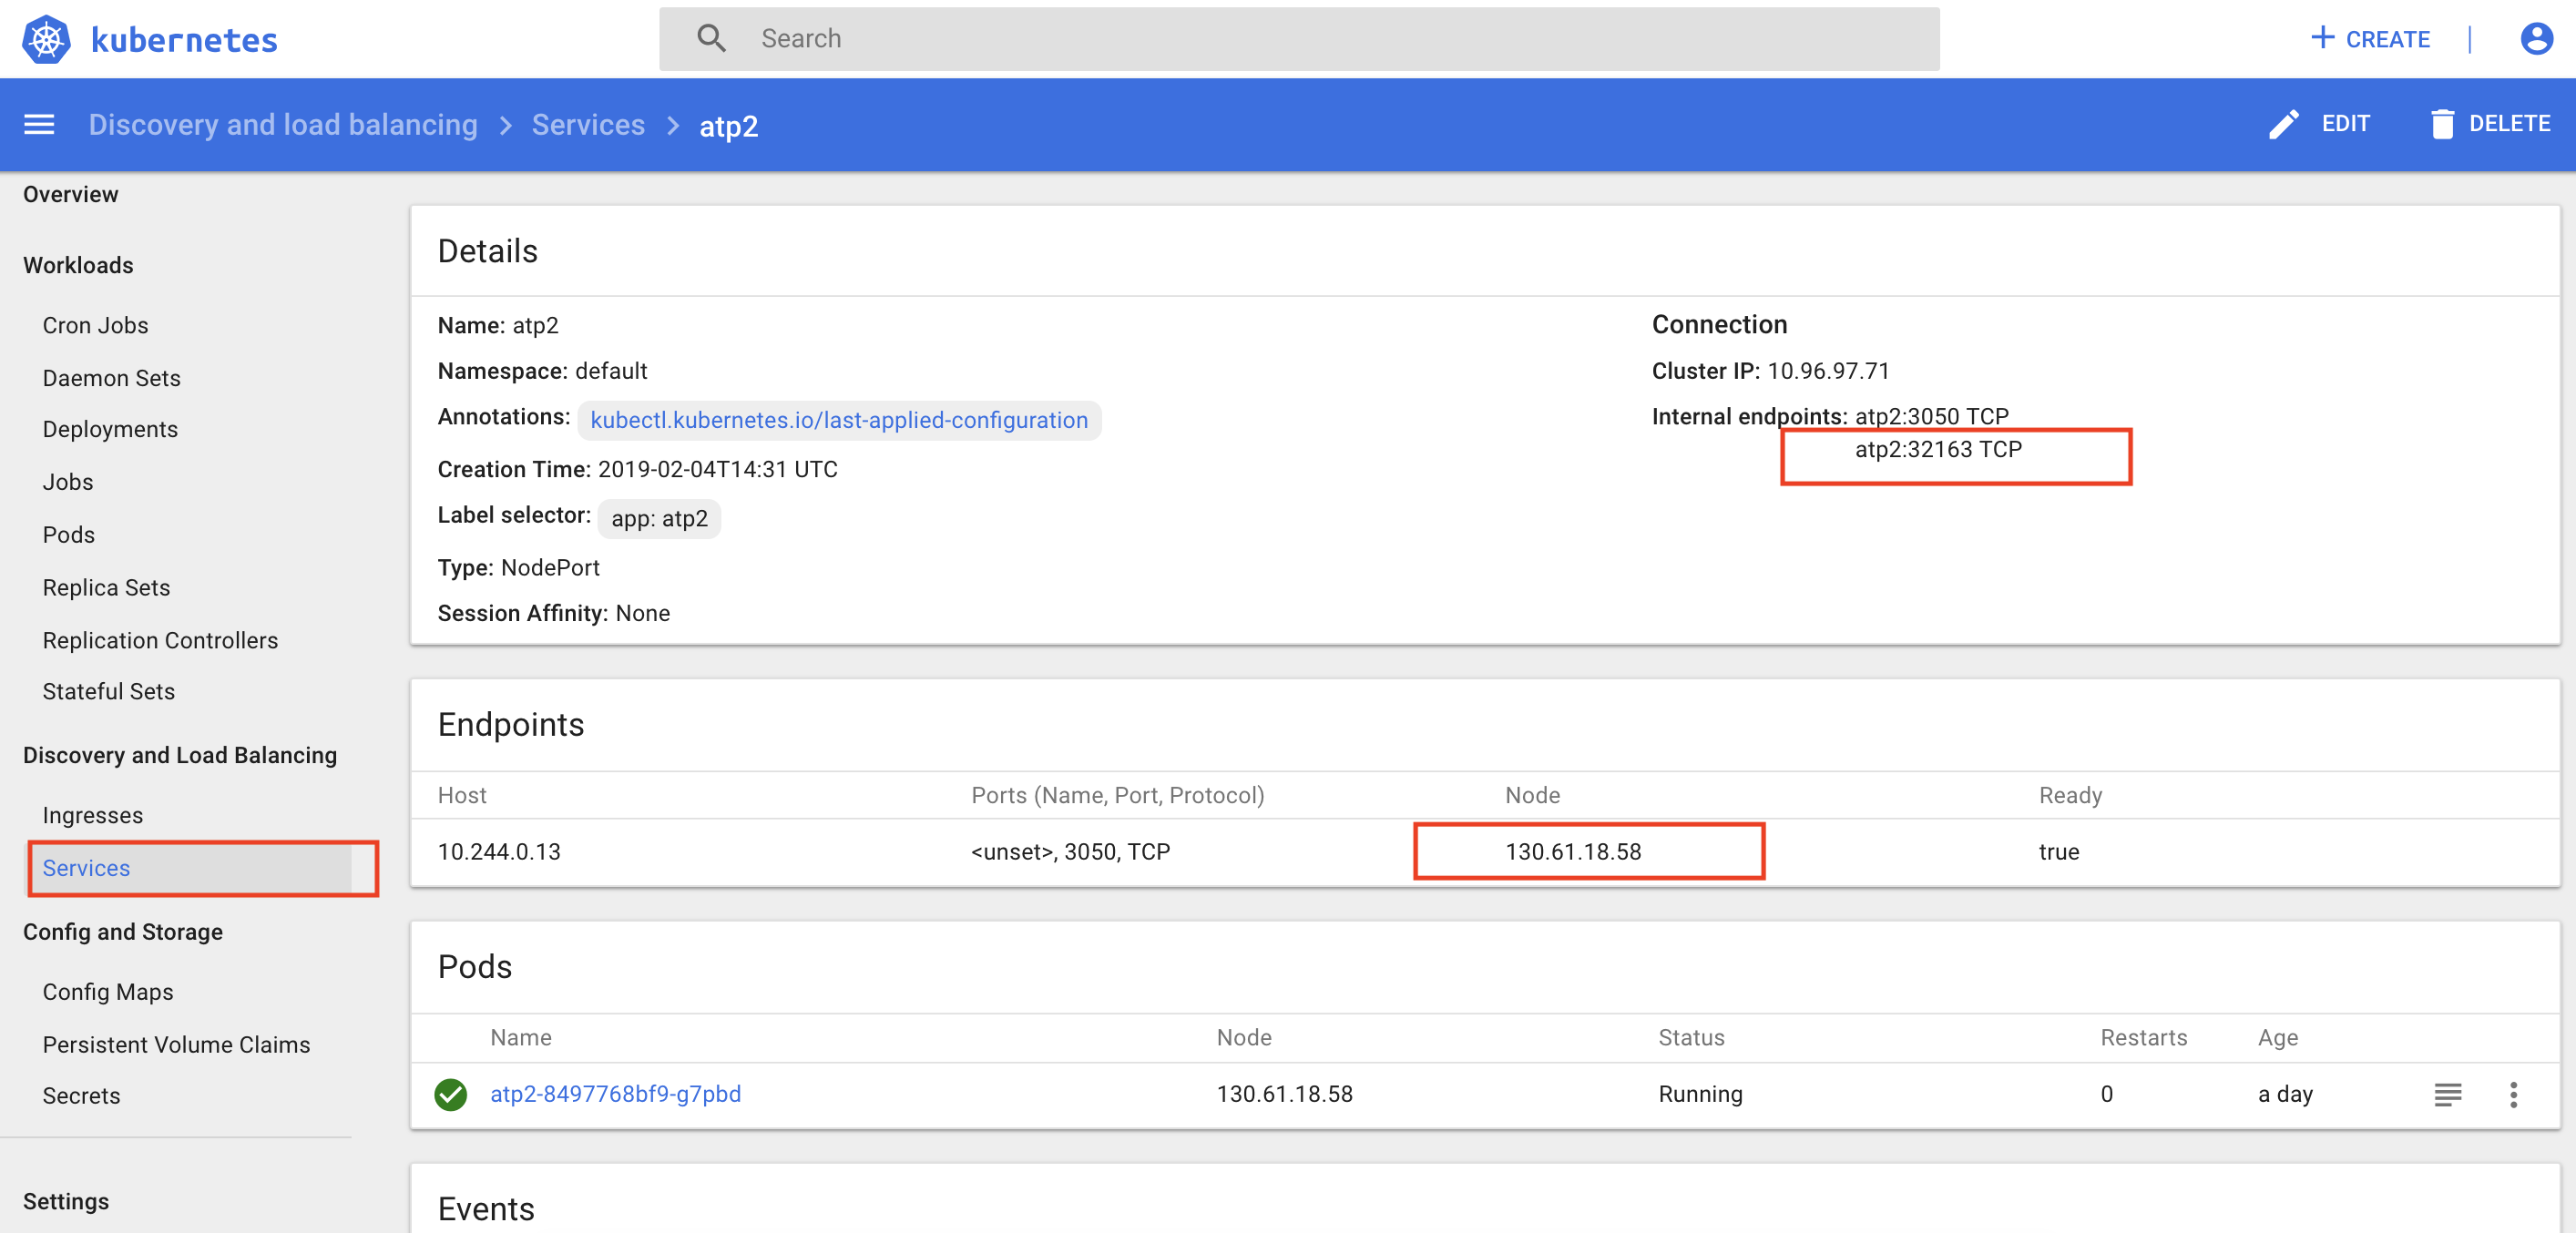 kubernetes
Search
CREATE
Discovery and load balancing > Services > atp2
EDIT
DELETE
Overview
Workloads
Cron Jobs
Daemon Sets
Deployments
Jobs
Pods
Replica Sets
Replication Controllers
Stateful Sets
Discovery and Load Balancing
Ingresses
Services
Config and Storage
Config Maps
Persistent Volume Claims
Secrets
Settings
Details
Name: atp2
Namespace: default
Annotations: kubectl.kubernetes.io/last-applied-configuration
Creation Time: 2019-02-04T14:31 UTC
Label selector: app: atp2
Type: NodePort
Session Affinity: None
Connection
Cluster IP: 10.96.97.71
Internal endpoints: atp2:3050 TCP
atp2:32163 TCP
Endpoints
Host Ports (Name, Port, Protocol) Node Ready
10.244.0.13 <unset>, 3050, TCP 130.61.18.58 true
Pods
Name Node Status Restarts Age
atp2-8497768bf9-g7pbd 130.61.18.58 Running 0 a day
Events